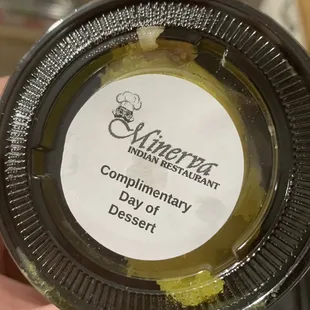 Minerva
INDIAN RESTAURANT
Complimentary
Day of
Dessert